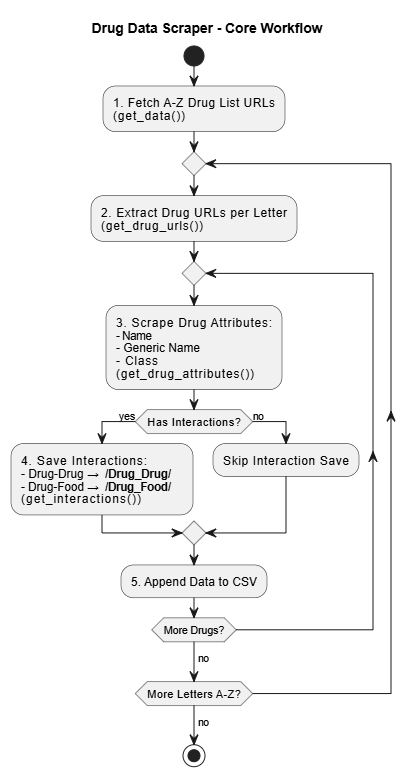 Drug Data Scraper - Core Workflow
1. Fetch A-Z Drug List URLs
(get_data())
2. Extract Drug URLs per Letter
(get_drug_urls())
3. Scrape Drug Attributes:
- Name
- Generic Name
- Class
(get_drug_attributes())
yes
Has Interactions?
no
4. Save Interactions:
- Drug-Drug → /Drug_Drug/
- Drug-Food → /Drug_Food/
(get_interactions())
Skip Interaction Save
5. Append Data to CSV
More Drugs?
no
More Letters A-Z?
no